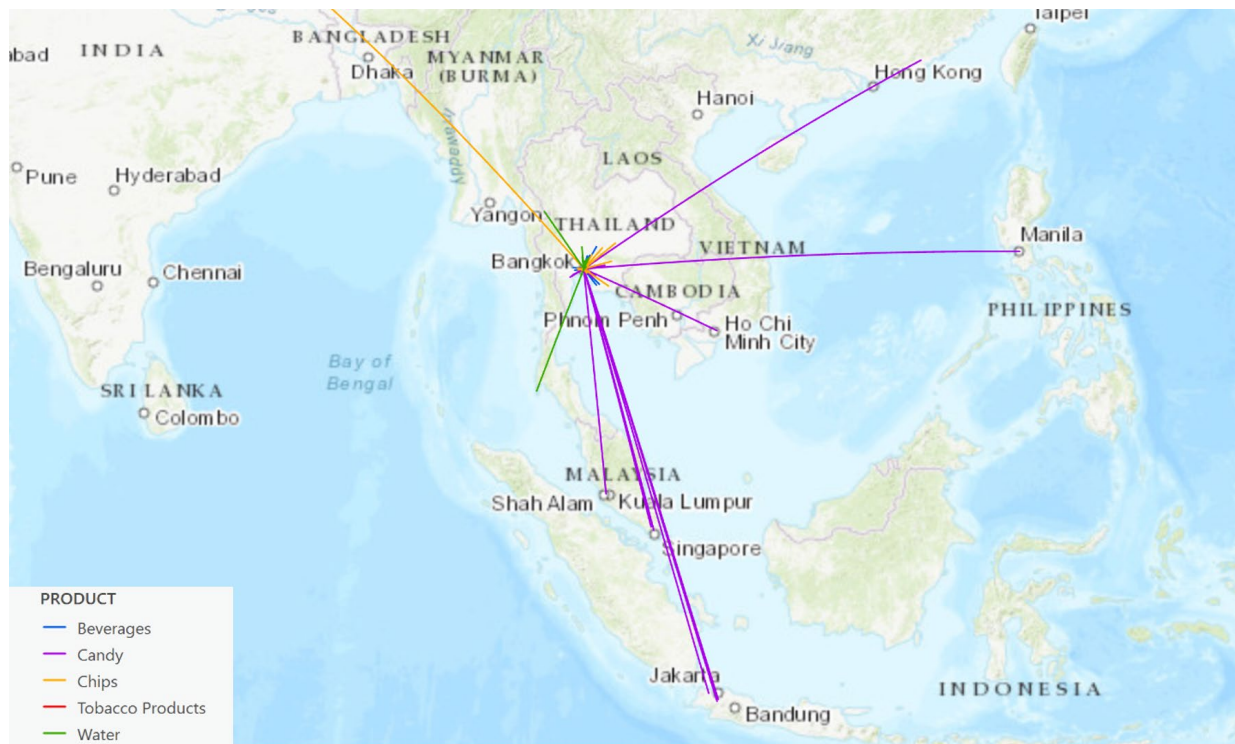 Taipei
INDIA
BANGLADESH
abad
Dhaka
MYANMAR
(BURMA)
Xi Jiang
Hong Kong
Hanoi
Irrawaddy
LAOS
Pune
Hyderabad
Yangon
THAILAND
Manila
VIETNAM
Bangkok
Bengaluru
Chennai
CAMBODIA
PHILIPPINES
Phnom Penh
Ho Chi
Minh City
Bay of
Bengal
SRI LANKA
Colombo
MALAYSIA
Shah Alam
Kuala Lumpur
Singapore
PRODUCT
Beverages
Candy
Chips
Tobacco Products
Water
Jakarta
INDONESIA
Bandung